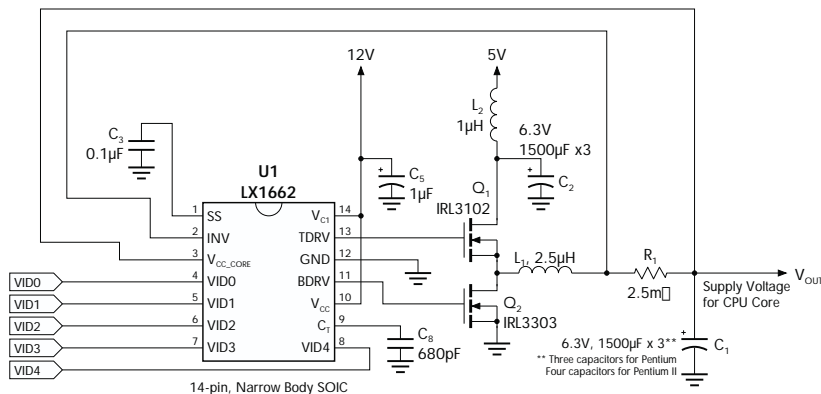 12V
5V
L2
1µH
6.3V
1500µF x3
C2
C3
0.1µF
U1
LX1662
C5
1µF
Q1
IRL3102
1 SS
2 INV
3 VCC_CORE
4 VID0
5 VID1
6 VID2
7 VID3
VC1 14
TDRV 13
GND 12
BDRV 11
VCC 10
CT 9
VID4 8
VID0
VID1
VID2
VID3
VID4
L1, 2.5µH
R1
2.5m□
VOUT
Supply Voltage
for CPU Core
Q2
IRL3303
C8
680pF
6.3V, 1500µF x 3**
C1
** Three capacitors for Pentium
Four capacitors for Pentium II
14-pin, Narrow Body SOIC